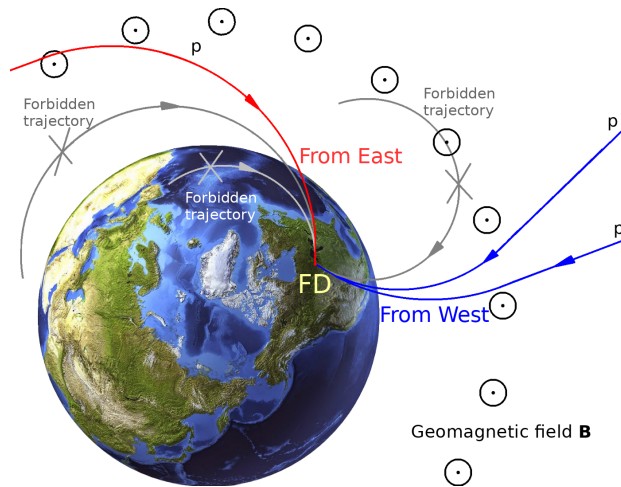 p
Forbidden
trajectory
Forbidden
trajectory
p
From East
Forbidden
trajectory
p
FD
From West
Geomagnetic field B